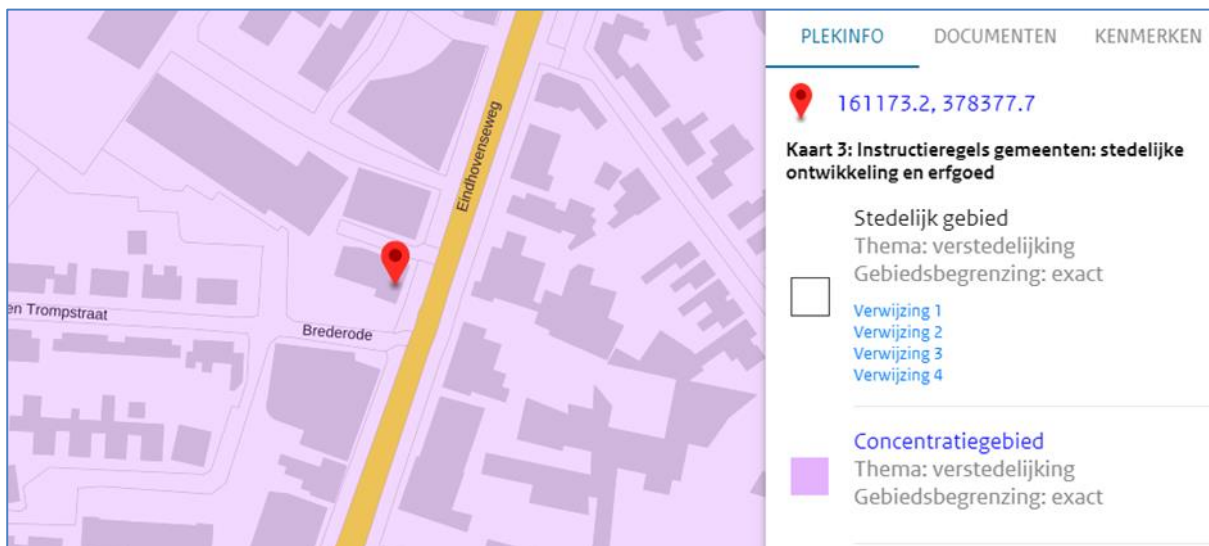 Eindhovenseweg
en Trompstraat
Brederode
PLEKINFO DOCUMENTEN KENMERKEN
161173.2, 378377.7
Kaart 3: Instructieregels gemeenten: stedelijke
ontwikkeling en erfgoed
Stedelijk gebied
Thema: verstedelijking
Gebiedsbegrenzing: exact
Verwijzing 1
Verwijzing 2
Verwijzing 3
Verwijzing 4
Concentratiegebied
Thema: verstedelijking
Gebiedsbegrenzing: exact